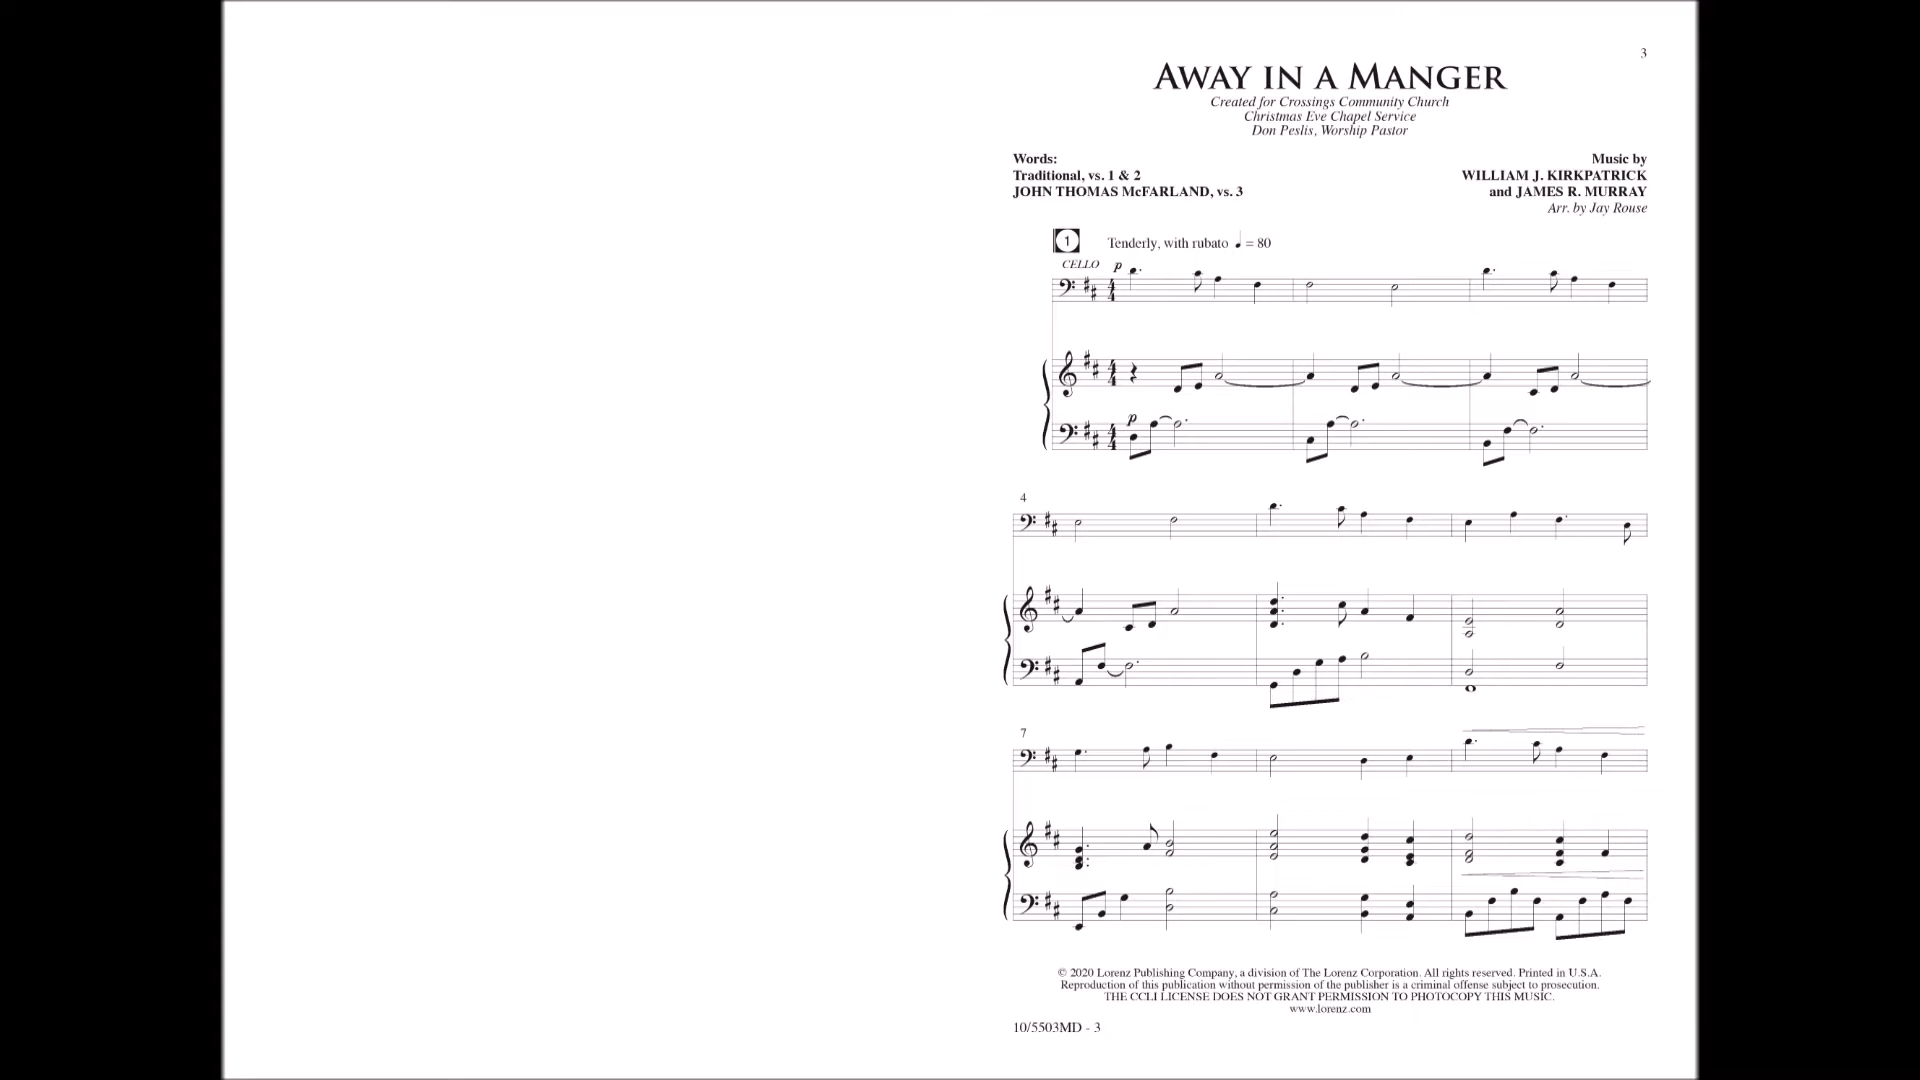 3
AWAY IN A MANGER
Created for Crossings Community Church
Christmas Eve Chapel Service
Don Peslis, Worship Pastor
Words:
Traditional, vs. 1 & 2
JOHN THOMAS McFARLAND, vs. 3
Music by
WILLIAM J. KIRKPATRICK
and JAMES R. MURRAY
Arr. by Jay Rouse
1
Tenderly, with rubato ♩ = 80
CELLO p
p
4
7
© 2020 Lorenz Publishing Company, a division of The Lorenz Corporation. All rights reserved. Printed in U.S.A.
Reproduction of this publication without permission of the publisher is a criminal offense subject to prosecution.
THE CCLI LICENSE DOES NOT GRANT PERMISSION TO PHOTOCOPY THIS MUSIC.
www.lorenz.com
10/5503MD - 3